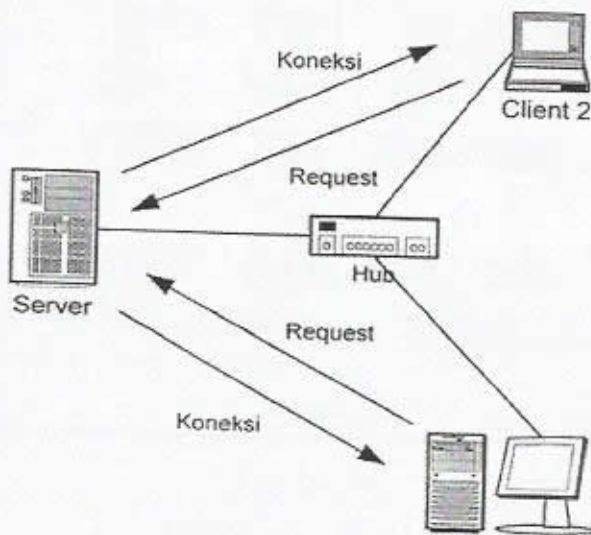 Koneksi
Client 2
Request
Hub
Server
Request
Koneksi